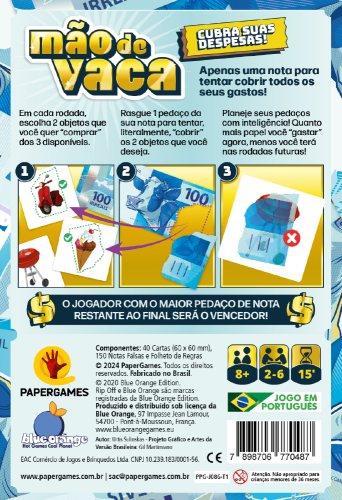 mão de
vaca
CUBRA SUAS
DESPESAS!
Apenas uma nota para
tentar cobrir todos os
seus gastos!
Em cada rodada,
escolha 2 objetos que
você quer "comprar"
dos 3 disponíveis.
Rasgue 1 pedaço da
sua nota para tentar,
literalmente, "cobrir"
os 2 objetos que você
deseja.
Planeje seus pedaços
com inteligência! Quanto
mais papel você "gastar"
agora, menos você terá
nas rodadas futuras!
1
2
3
100
100
O JOGADOR COM O MAIOR PEDAÇO DE NOTA
RESTANTE AO FINAL SERÁ O VENCEDOR!
PAPERGAMES
blue orange
Componentes: 40 Cartas (60 x 60 mm),
150 Notas Falsas e Folheto de Regras
© 2024 PaperGames. Todos os direitos
reservados. Fabricado no Brasil.
© 2020 Blue Orange Edition.
Rip Off e Blue Orange são marcas
registradas da Blue Orange Edition.
Produzido e distribuído sob licença da
Blue Orange, 97 Impasse Jean Lamour,
54700 - Pont-à-Mousson, França.
www.blueorangegames.eu
8+
2-6
15'
JOGO EM
PORTUGUÊS
7 898706 770487
Autor: Urtis Šulinskas - Projeto Gráfico e Artes da
Versão Brasileira: Gil Martimiano
EAC Comércio de Jogos e Brinquedos Ltda. CNPJ: 10.239.183/0001-56.
www.papergames.com.br | sac@papergames.com.br
PPG-J086-F1
Atenção: Não apropriado para
crianças menores de 36 meses.